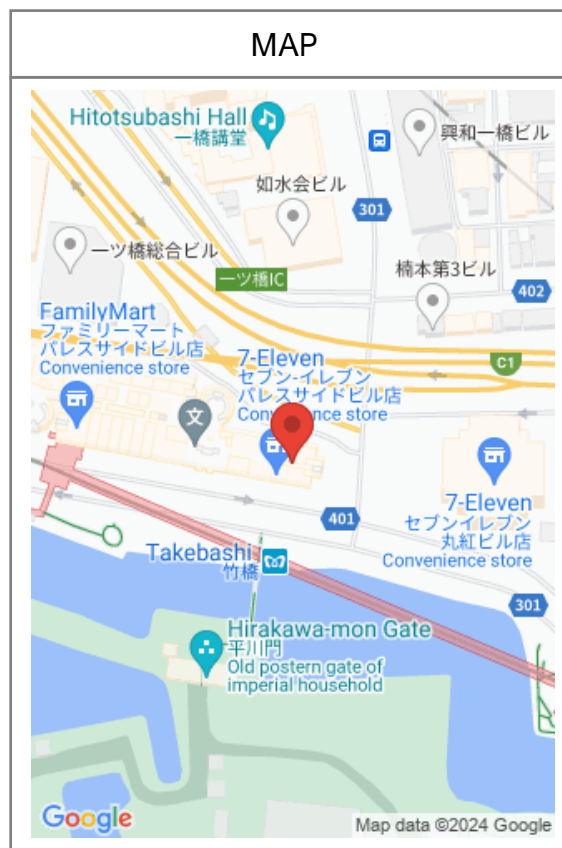 MAP
Hitotsubashi Hall
一橋講堂
興和一橋ビル
如水会ビル
301
一ツ橋総合ビル
一ツ橋IC
楠本第3ビル
402
FamilyMart
ファミリーマート
パレスサイドビル店
Convenience store
7-Eleven
セブン-イレブン
パレスサイドビル店
Convenience store
C1
文
7-Eleven
セブンイレブン
丸紅ビル店
Convenience store
401
Takebashi
竹橋
301
Hirakawa-mon Gate
平川門
Old postern gate of
imperial household
Google
Map data ©2024 Google